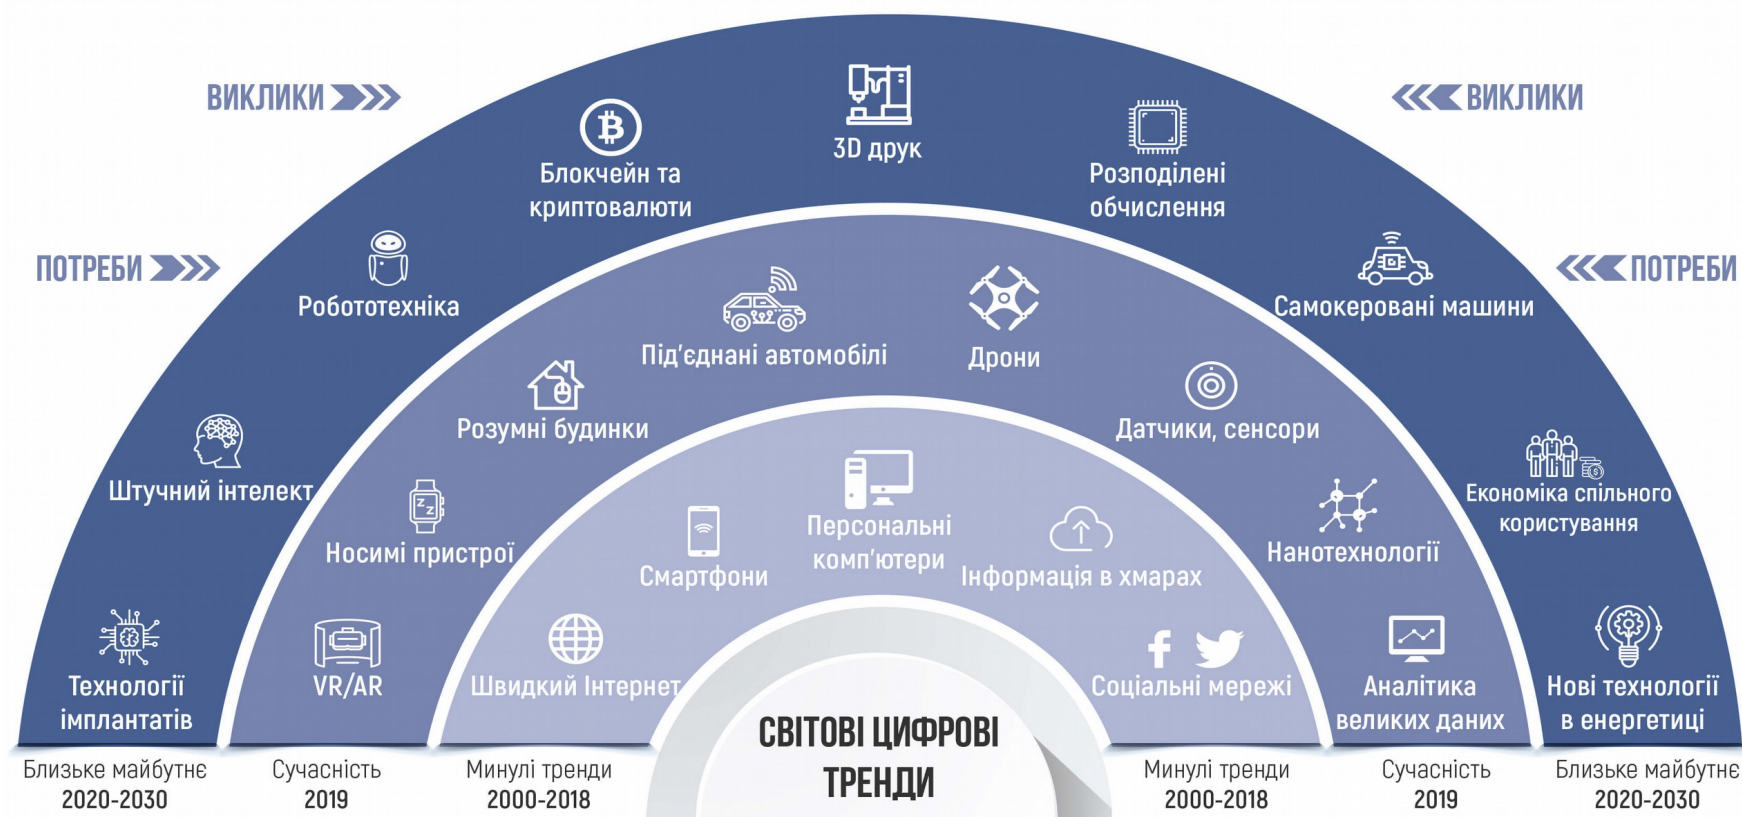 ВИКЛИКИ
ВИКЛИКИ
ПОТРЕБИ
ПОТРЕБИ
Технології
імплантатів
Штучний інтелект
Робототехніка
Блокчейн та
криптовалюти
3D друк
Розподілені
обчислення
Самокеровані машини
Економіка спільного
користування
Нові технології
в енергетиці
VR/AR
Носимі пристрої
Розумні будинки
Під'єднані автомобілі
Дрони
Датчики, сенсори
Нанотехнології
Аналітика
великих даних
Швидкий Інтернет
Смартфони
Персональні
комп'ютери
Інформація в хмарах
Соціальні мережі
СВІТОВІ ЦИФРОВІ
ТРЕНДИ
Близьке майбутнє
2020-2030
Сучасність
2019
Минулі тренди
2000-2018
Минулі тренди
2000-2018
Сучасність
2019
Близьке майбутнє
2020-2030